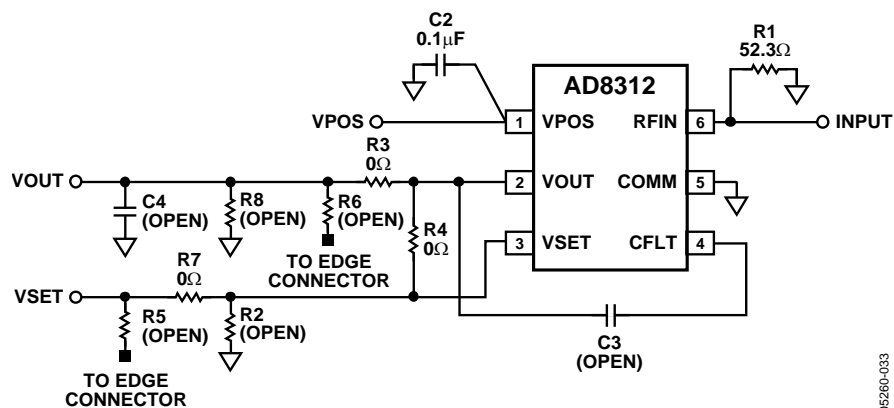 C2
0.1μF
R1
52.3Ω
AD8312
VPOS
1 VPOS
RFIN 6
INPUT
R3
0Ω
VOUT
2 VOUT
COMM 5
C4
(OPEN)
R8
(OPEN)
R6
(OPEN)
R4
0Ω
3 VSET
CFLT 4
TO EDGE
CONNECTOR
R7
0Ω
VSET
R5
(OPEN)
R2
(OPEN)
C3
(OPEN)
TO EDGE
CONNECTOR
05260-033